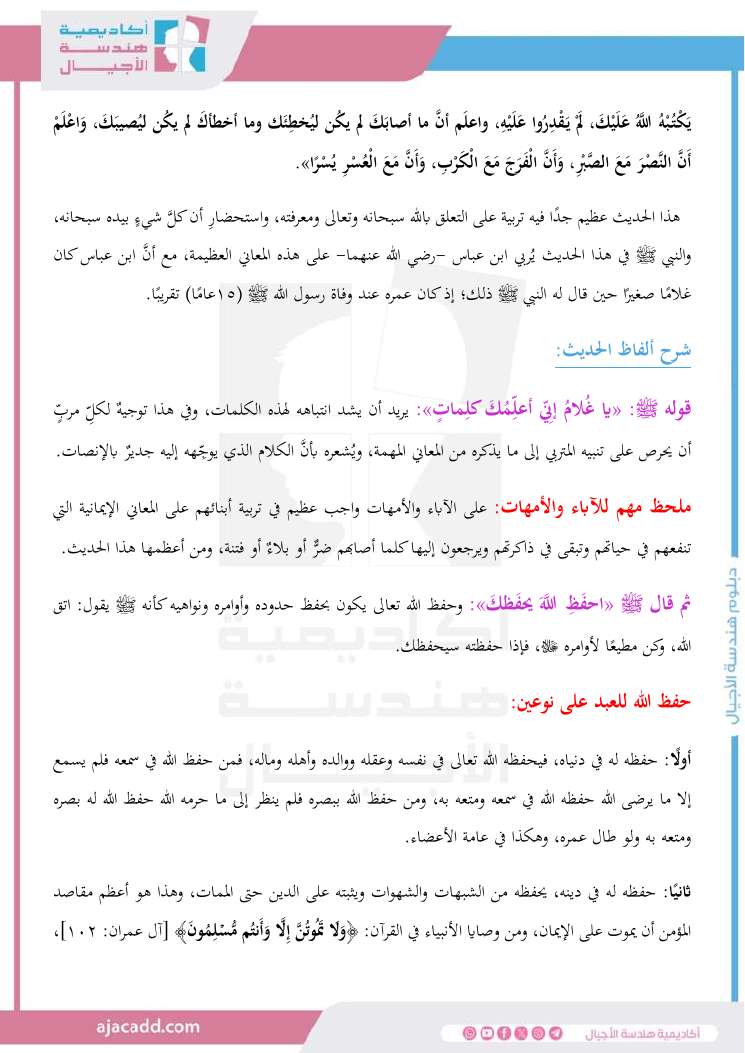 أكاديمية
هندسة
الأجيال
يَكْتُبْهُ اللَّهُ عَلَيْكَ، لَمْ يَقْدِرُوا عَلَيْهِ، واعلَم أنَّ ما أصابَكَ لم يكُن ليُخطِئَك وما أخطأكَ لم يكُن ليُصيبَكَ، وَاعْلَمْ
أَنَّ النَّصْرَ مَعَ الصَّبْرِ، وَأَنَّ الْفَرَجَ مَعَ الْكَرْبِ، وَأَنَّ مَعَ الْعُسْرِ يُسْرًا».
هذا الحديث عظيم جدًا فيه تربية على التعلق بالله سبحانه وتعالى ومعرفته، واستحضارِ أن كلَّ شيءٍ بيده سبحانه،
والنبي ﷺ في هذا الحديث يُربي ابن عباس -رضي الله عنهما- على هذه المعاني العظيمة، مع أنَّ ابن عباس كان
غلامًا صغيرًا حين قال له النبي ﷺ ذلك؛ إذ كان عمره عند وفاة رسول الله ﷺ (١٥عامًا) تقريبًا.
شرح ألفاظ الحديث:
قوله ﷺ: «يا غُلامُ إنِّي أعلِّمُكَ كلِماتٍ»: يريد أن يشد انتباهه لهذه الكلمات، وفي هذا توجيهٌ لكلِّ مربٍّ
أن يحرص على تنبيه المتربي إلى ما يذكره من المعاني المهمة، ويُشعره بأنَّ الكلام الذي يوجِّهه إليه جديرٌ بالإنصات.
ملحظ مهم للآباء والأمهات: على الآباء والأمهات واجب عظيم في تربية أبنائهم على المعاني الإيمانية التي
تنفعهم في حياتهم وتبقى في ذاكرتهم ويرجعون إليها كلما أصابهم ضرٌّ أو بلاءٌ أو فتنة، ومن أعظمها هذا الحديث.
ثم قال ﷺ «احفَظِ اللَّهَ يحفَظكَ»: وحفظ الله تعالى يكون بحفظ حدوده وأوامره ونواهيه كأنه ﷺ يقول: اتق
الله، وكن مطيعًا لأوامره ﷻ، فإذا حفظته سيحفظك.
حفظ الله للعبد على نوعين:
أولًا: حفظه له في دنياه، فيحفظه الله تعالى في نفسه وعقله ووالده وأهله وماله، فمن حفظ الله في سمعه فلم يسمع
إلا ما يرضى الله حفظه الله في سمعه ومتعه به، ومن حفظ الله ببصره فلم ينظر إلى ما حرمه الله حفظ الله له بصره
ومتعه به ولو طال عمره، وهكذا في عامة الأعضاء.
ثانيًا: حفظه له في دينه، يحفظه من الشبهات والشهوات ويثبته على الدين حتى الممات، وهذا هو أعظم مقاصد
المؤمن أن يموت على الإيمان، ومن وصايا الأنبياء في القرآن: ﴿وَلَا تَمُوتُنَّ إِلَّا وَأَنتُم مُّسْلِمُونَ﴾ [آل عمران: ١٠٢]،
دبلوم هندسة الأجيال
أكاديمية
هندسة
الأجيال
أكاديمية هندسة الأجيال
ajacadd.com